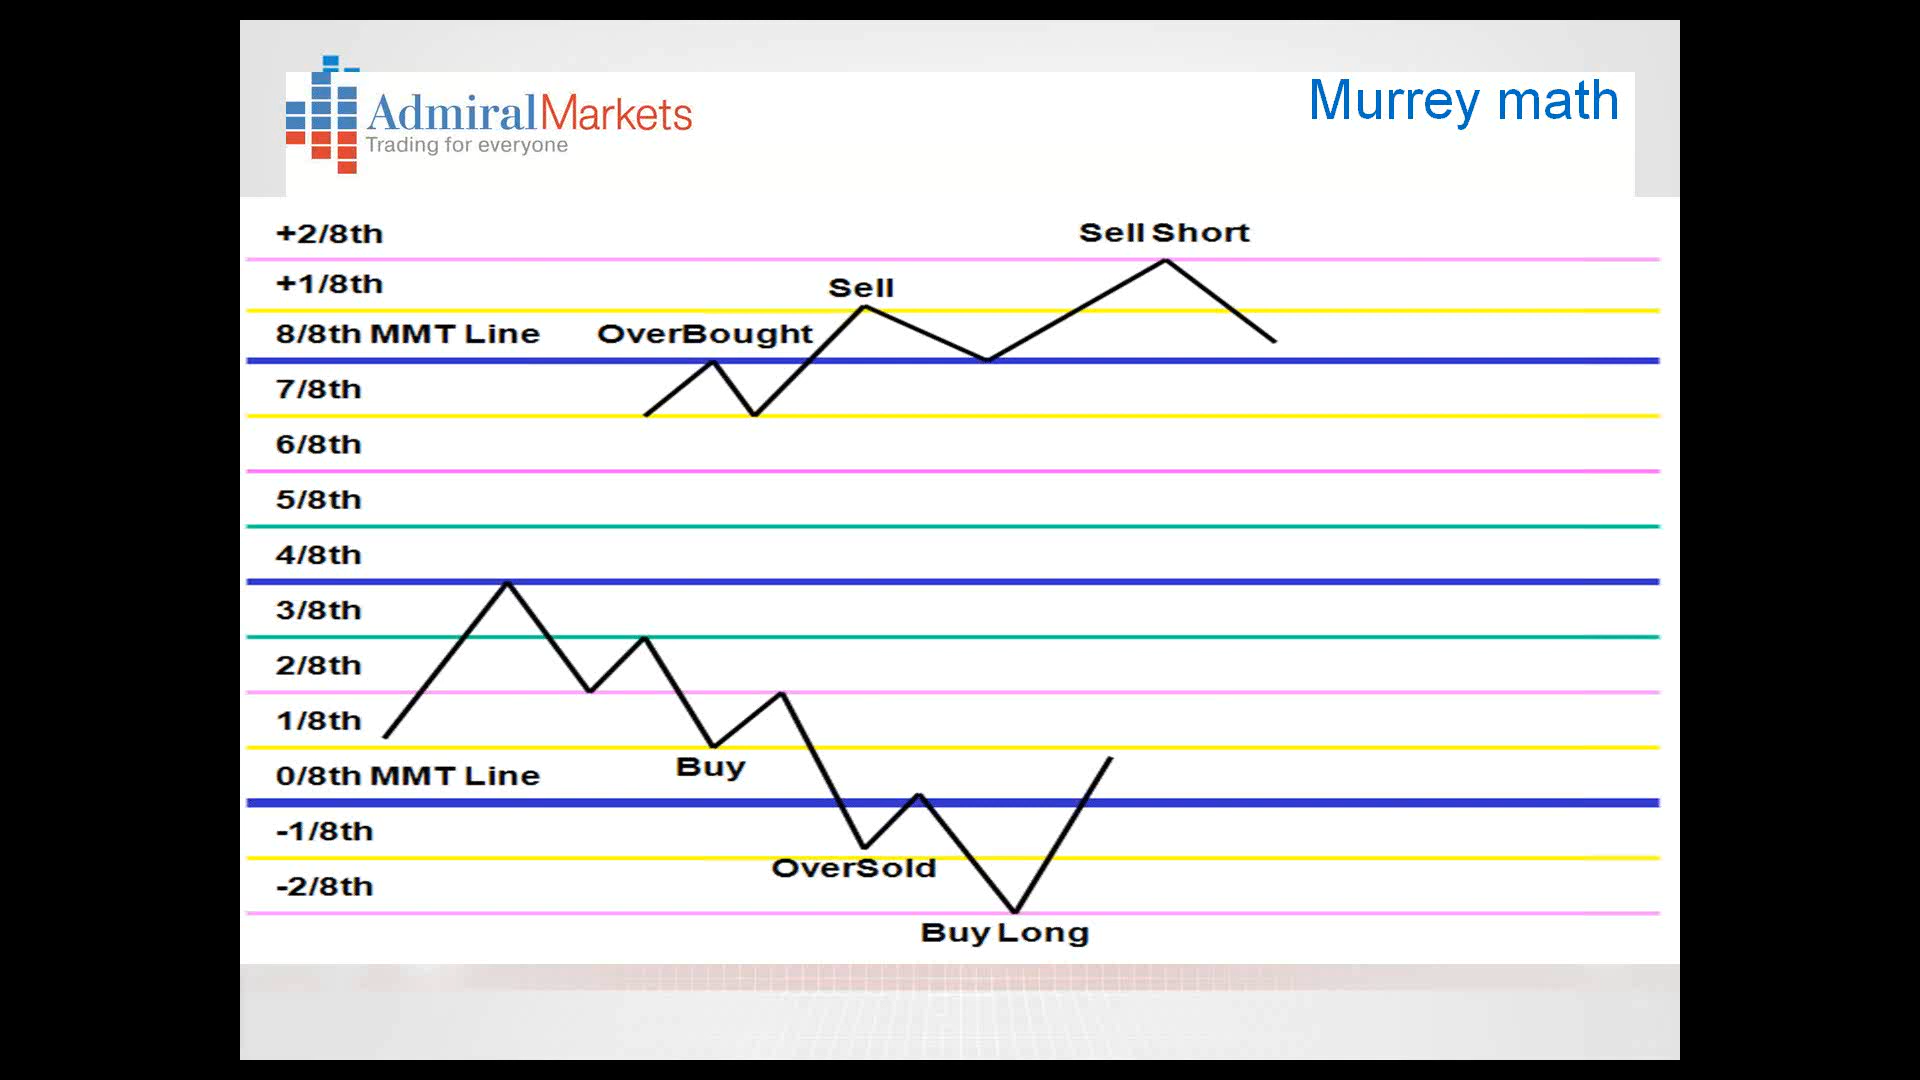 AdmiralMarkets
Trading for everyone
Murrey math
+2/8th
Sell Short
+1/8th
Sell
8/8th MMT Line
OverBought
7/8th
6/8th
5/8th
4/8th
3/8th
2/8th
1/8th
Buy
0/8th MMT Line
-1/8th
OverSold
-2/8th
Buy Long